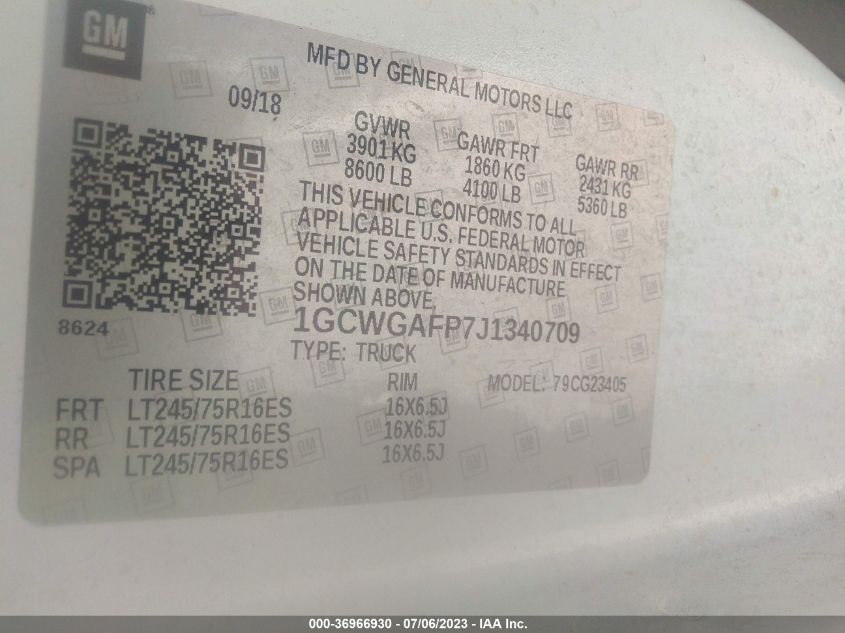 GM
MFD BY GENERAL MOTORS LLC
09/18
GVWR GAWR FRT GAWR RR
3901 KG 1860 KG 2431 KG
8600 LB 4100 LB 5360 LB
THIS VEHICLE CONFORMS TO ALL
APPLICABLE U.S. FEDERAL MOTOR
VEHICLE SAFETY STANDARDS IN EFFECT
ON THE DATE OF MANUFACTURE
SHOWN ABOVE.
8624
1GCWGAFP7J1340709
TYPE: TRUCK
TIRE SIZE RIM MODEL: 79CG23405
FRT LT245/75R16ES 16X6.5J
RR LT245/75R16ES 16X6.5J
SPA LT245/75R16ES 16X6.5J
000-36966930 - 07/06/2023 - IAA Inc.